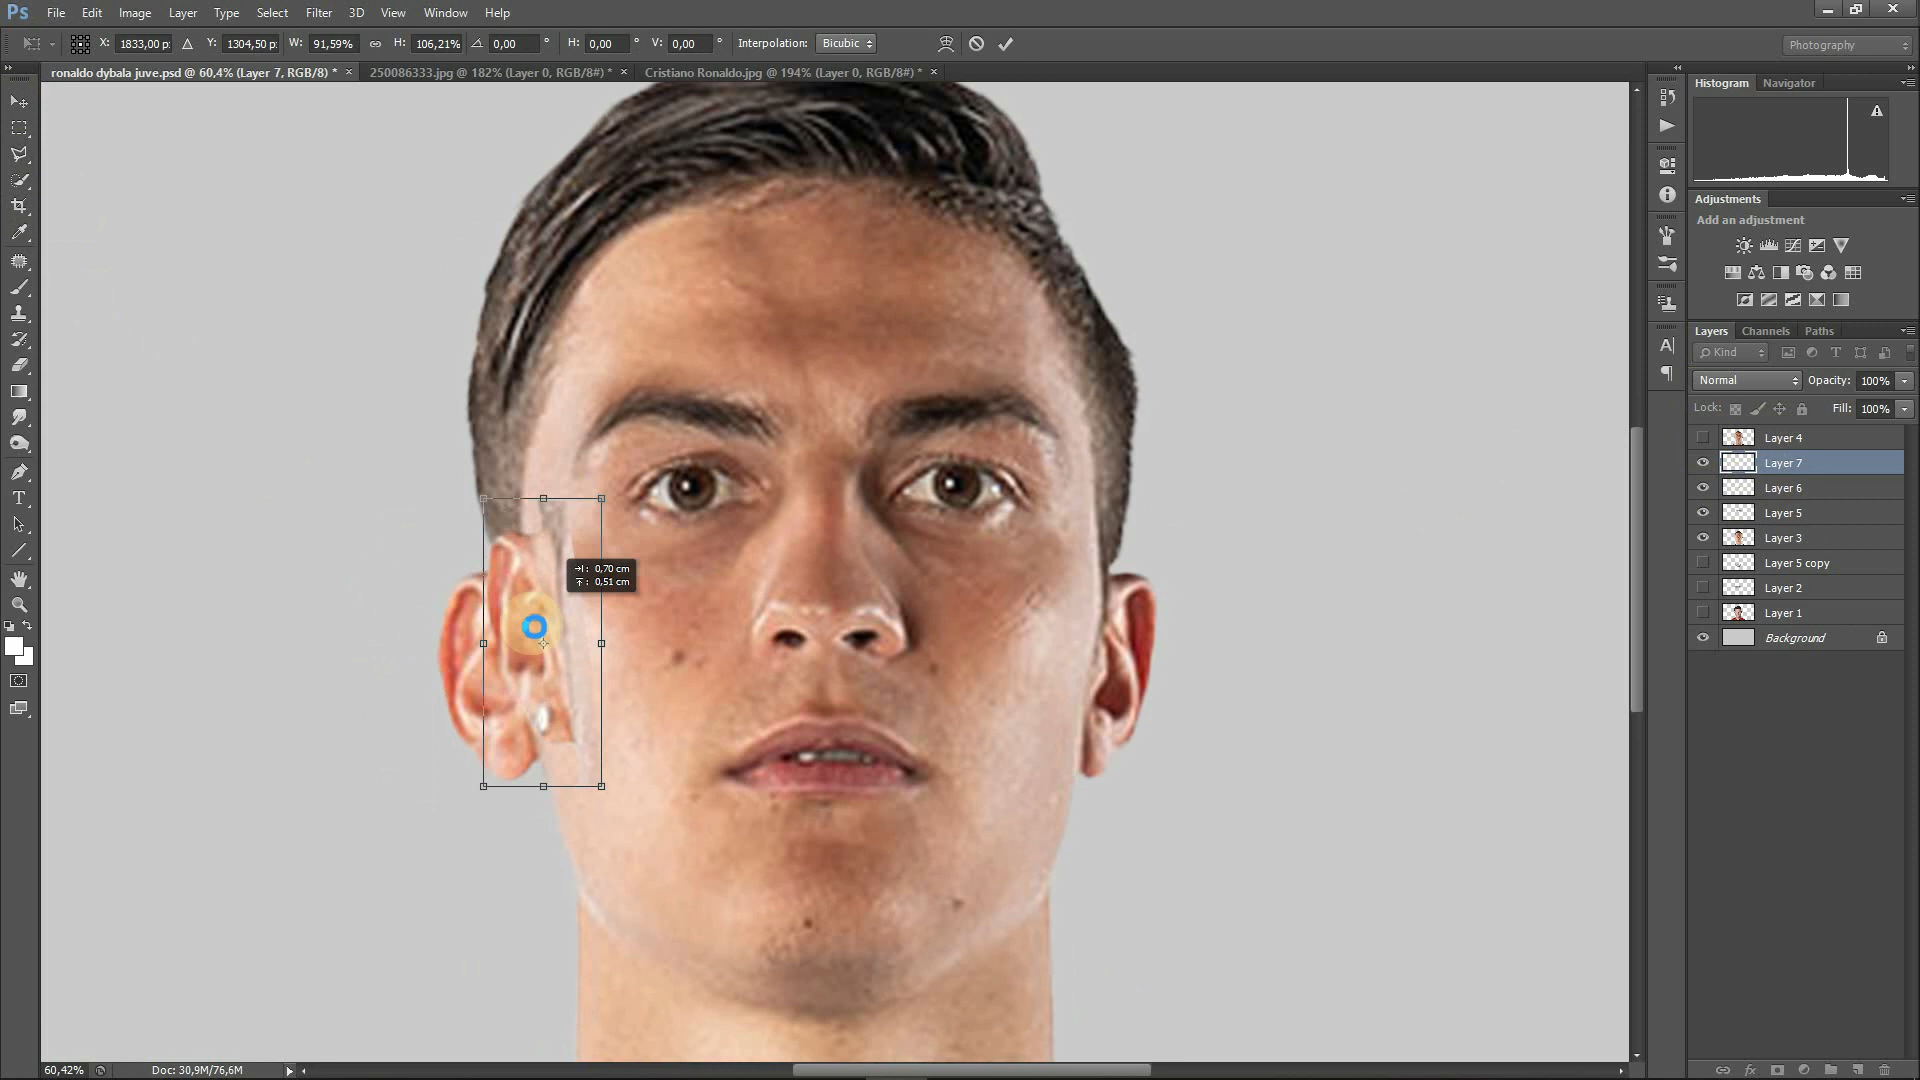 Ps File Edit Image Layer Type Select Filter 3D View Window Help
X: 1833,00 p: Y: 1304,50 p: W: 91,59% H: 106,21% 0,00 ° H: 0,00 ° V: 0,00 ° Interpolation: Bicubic Photography
ronaldo dybala juve.psd @ 60,4% (Layer 7, RGB/8) * × 250086333.jpg @ 182% (Layer 0, RGB/8#) * × Cristiano Ronaldo.jpg @ 194% (Layer 0, RGB/8#) * ×
Histogram Navigator
Adjustments
Add an adjustment
Layers Channels Paths
Kind
Normal Opacity: 100%
Lock: Fill: 100%
Layer 4
Layer 7
Layer 6
Layer 5
Layer 3
Layer 5 copy
Layer 2
Layer 1
Background
: 0,70 cm
: 0,51 cm
60,42% Doc: 30,9M/76,6M